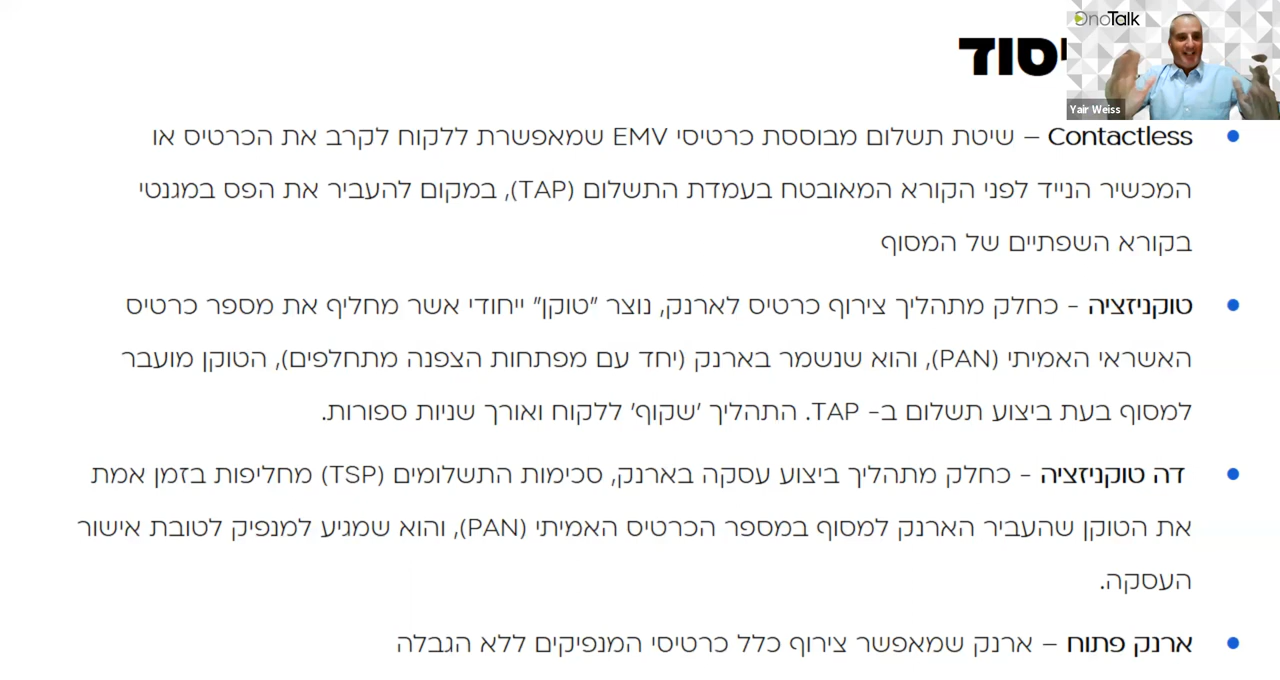 OnoTalk
יסוד
Yair Weiss
Contactless – שיטת תשלום מבוססת כרטיסי EMV שמאפשרת ללקוח לקרב את הכרטיס או
המכשיר הנייד לפני הקורא המאובטח בעמדת התשלום (TAP), במקום להעביר את הפס במגנטי
בקורא השפתיים של המסוף
טוקניזציה - כחלק מתהליך צירוף כרטיס לארנק, נוצר "טוקן" ייחודי אשר מחליף את מספר כרטיס
האשראי האמיתי (PAN), והוא שנשמר בארנק (יחד עם מפתחות הצפנה מתחלפים), הטוקן מועבר
למסוף בעת ביצוע תשלום ב- TAP. התהליך 'שקוף' ללקוח ואורך שניות ספורות.
דה טוקניזציה - כחלק מתהליך ביצוע עסקה בארנק, סכימות התשלומים (TSP) מחליפות בזמן אמת
את הטוקן שהעביר הארנק למסוף במספר הכרטיס האמיתי (PAN), והוא שמגיע למנפיק לטובת אישור
העסקה.
ארנק פתוח – ארנק שמאפשר צירוף כלל כרטיסי המנפיקים ללא הגבלה